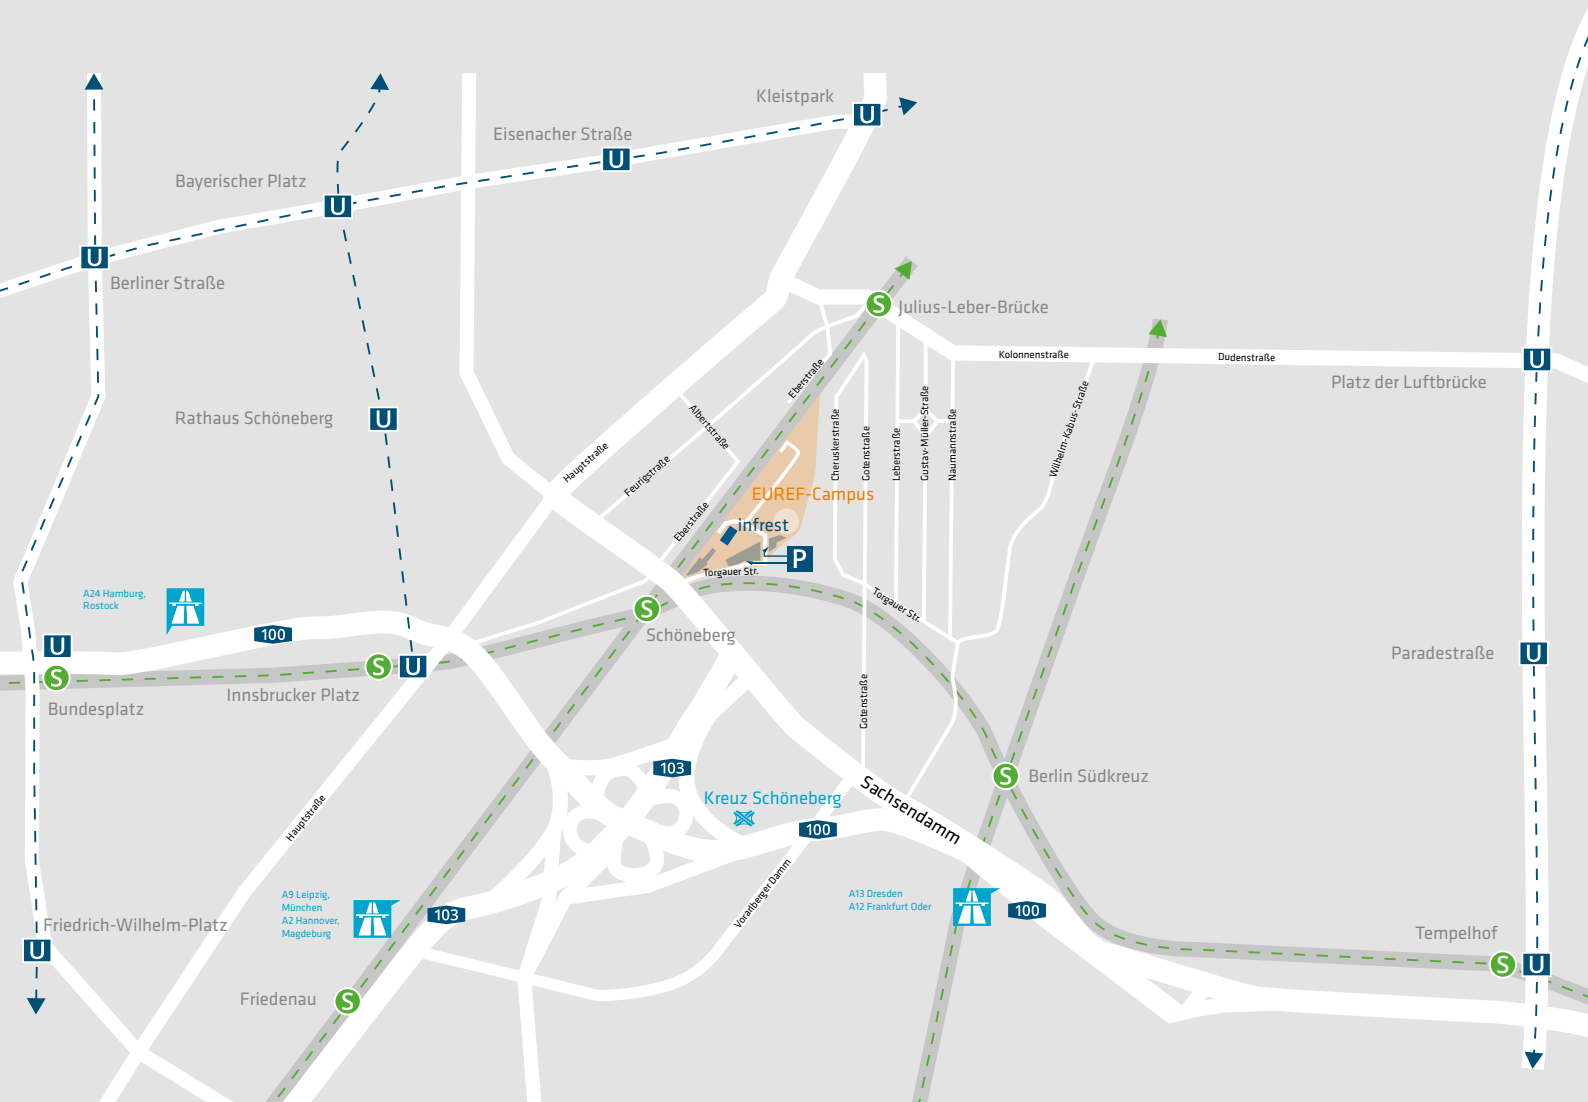 Kleistpark
U
Eisenacher Straße
U
Bayerischer Platz
U
U
Berliner Straße
S
Julius-Leber-Brücke
Kolonnenstraße
Dudenstraße
U
Platz der Luftbrücke
Eberstraße
Albertstraße
Rathaus Schöneberg
U
Hauptstraße
Feurigstraße
Eberstraße
Cheruskerstraße
Gotenstraße
Leberstraße
Gustav-Müller-Straße
Naumannstraße
Wilhelm-Kabus-Straße
EUREF-Campus
infrest
P
Torgauer Str.
Torgauer Str.
A24 Hamburg,
Rostock
100
U
S
Bundesplatz
S
U
Innsbrucker Platz
S
Schöneberg
U
Paradestraße
Gotenstraße
103
Kreuz Schöneberg
100
Sachsendamm
S
Berlin Südkreuz
Hauptstraße
Vorarlberger Damm
A9 Leipzig,
München
A2 Hannover,
Magdeburg
103
A13 Dresden
A12 Frankfurt Oder
100
Friedrich-Wilhelm-Platz
U
Friedenau
S
Tempelhof
S
U